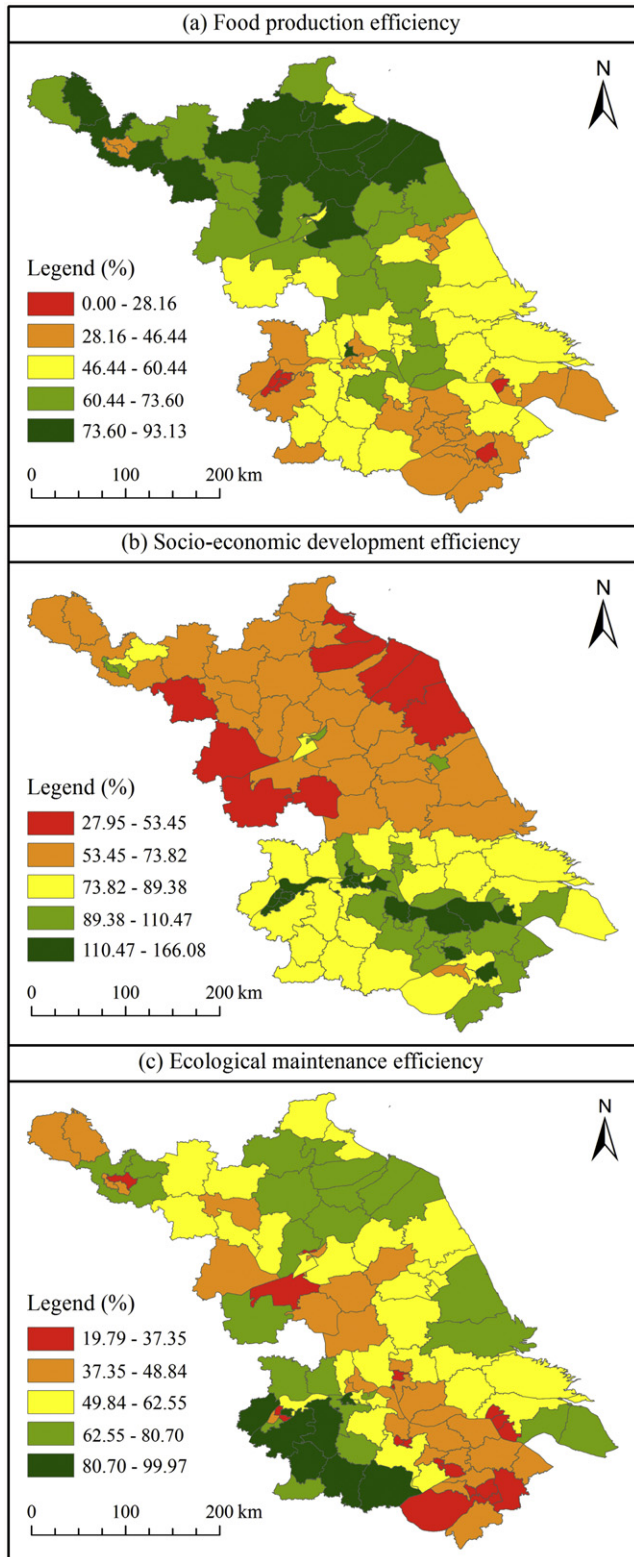 (a) Food production efficiency
N
Legend (%)
0.00 - 28.16
28.16 - 46.44
46.44 - 60.44
60.44 - 73.60
73.60 - 93.13
0 100 200 km
(b) Socio-economic development efficiency
N
Legend (%)
27.95 - 53.45
53.45 - 73.82
73.82 - 89.38
89.38 - 110.47
110.47 - 166.08
0 100 200 km
(c) Ecological maintenance efficiency
N
Legend (%)
19.79 - 37.35
37.35 - 48.84
49.84 - 62.55
62.55 - 80.70
80.70 - 99.97
0 100 200 km